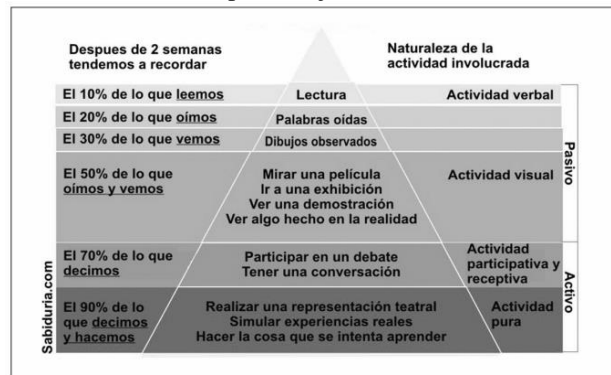 Despues de 2 semanas
tendemos a recordar
Naturaleza de la
actividad involucrada
El 10% de lo que leemos
Lectura
Actividad verbal
El 20% de lo que oímos
Palabras oídas
El 30% de lo que vemos
Dibujos observados
El 50% de lo que
oímos y vemos
Mirar una película
Ir a una exhibición
Ver una demostración
Ver algo hecho en la realidad
Actividad visual
Pasivo
El 70% de lo que
decimos
Participar en un debate
Tener una conversación
Actividad
participativa y
receptiva
El 90% de lo
que decimos
y hacemos
Realizar una representación teatral
Simular experiencias reales
Hacer la cosa que se intenta aprender
Actividad
pura
Activo
Sabiduria.com